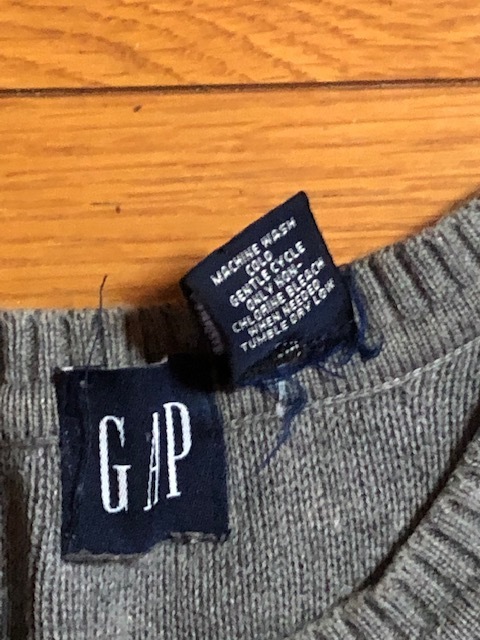 MACHINE WASH
COLD
GENTLE CYCLE
ONLY NON-
CHLORINE BLEACH
WHEN NEEDED
TUMBLE DRY LOW
GAP